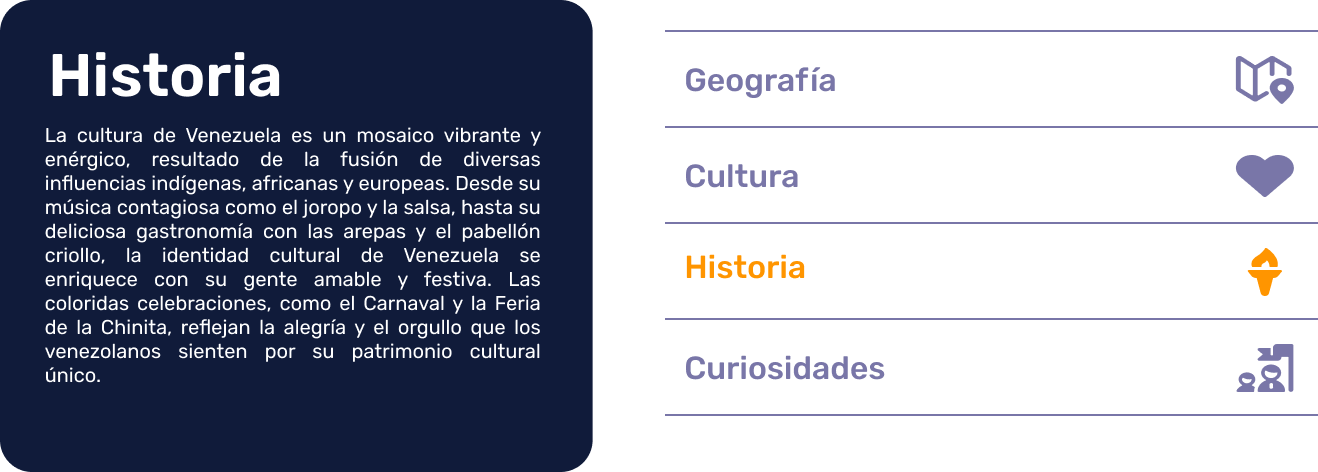 Historia
La cultura de Venezuela es un mosaico vibrante y
enérgico, resultado de la fusión de diversas
influencias indígenas, africanas y europeas. Desde su
música contagiosa como el joropo y la salsa, hasta su
deliciosa gastronomía con las arepas y el pabellón
criollo, la identidad cultural de Venezuela se
enriquece con su gente amable y festiva. Las
coloridas celebraciones, como el Carnaval y la Feria
de la Chinita, reflejan la alegría y el orgullo que los
venezolanos sienten por su patrimonio cultural
único.
Geografía
Cultura
Historia
Curiosidades